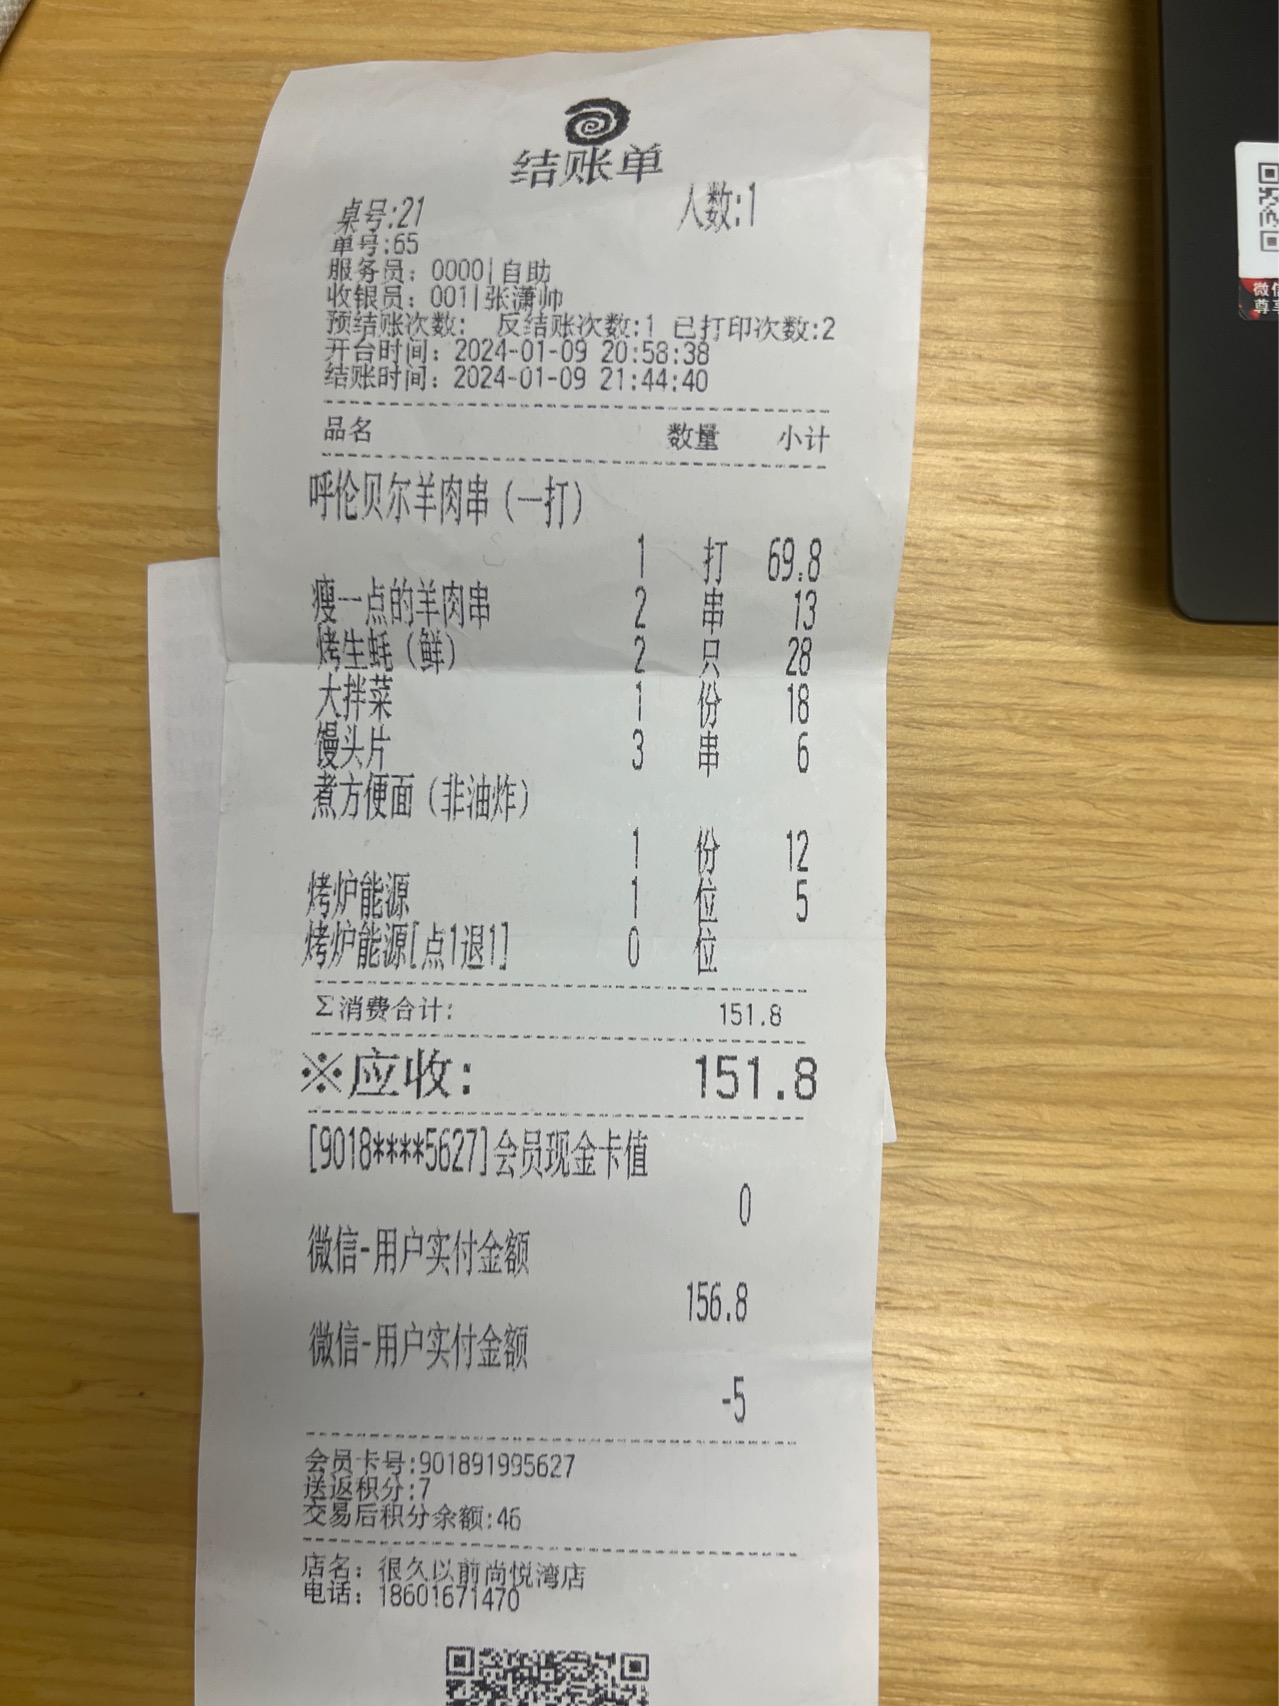 结账单
桌号:21 人数:1
单号:65
服务员：0000|自助
收银员：001|张潇帅
预结账次数： 反结账次数:1 已打印次数:2
开台时间：2024-01-09 20:58:38
结账时间：2024-01-09 21:44:40
品名 数量 小计
呼伦贝尔羊肉串(一打)
1 打 69.8
瘦一点的羊肉串 2 串 13
烤生蚝(鲜) 2 只 28
大拌菜 1 份 18
馒头片 3 串 6
煮方便面(非油炸)
1 份 12
烤炉能源 1 位 5
烤炉能源[点1退1] 0 位
Σ消费合计: 151.8
※应收: 151.8
[9018****5627]会员现金卡值
0
微信-用户实付金额
156.8
微信-用户实付金额
-5
会员卡号:901891995627
送返积分:7
交易后积分余额:46
店名：很久以前尚悦湾店
电话：18601671470
微信
尊享